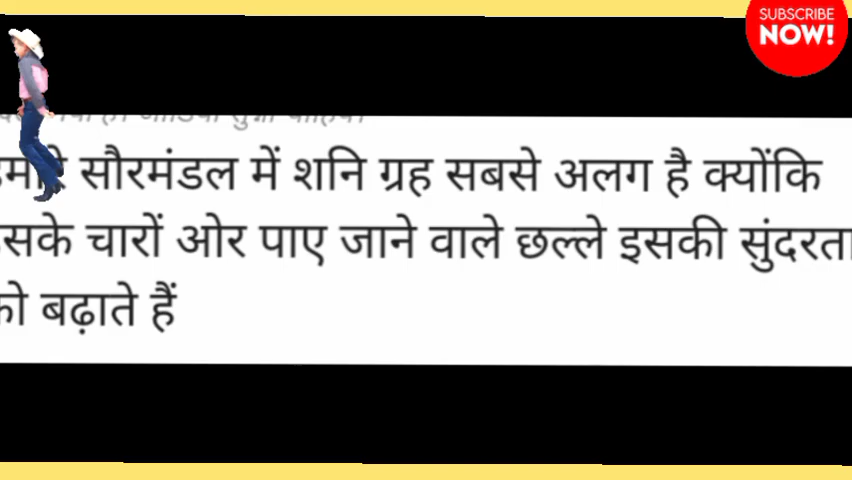 SUBSCRIBE
NOW!
सौरमंडल में शनि ग्रह सबसे अलग है क्योंकि
सके चारों ओर पाए जाने वाले छल्ले इसकी सुंदरता
को बढ़ाते हैं